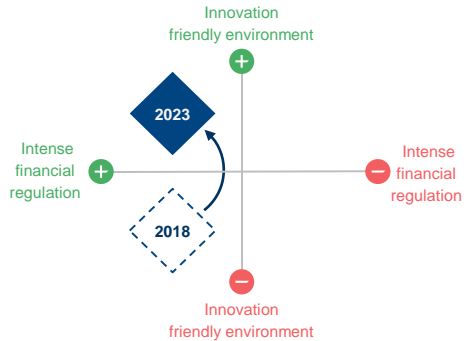 Innovation
friendly environment
2023
Intense
financial
regulation
Intense
financial
regulation
2018
Innovation
friendly environment